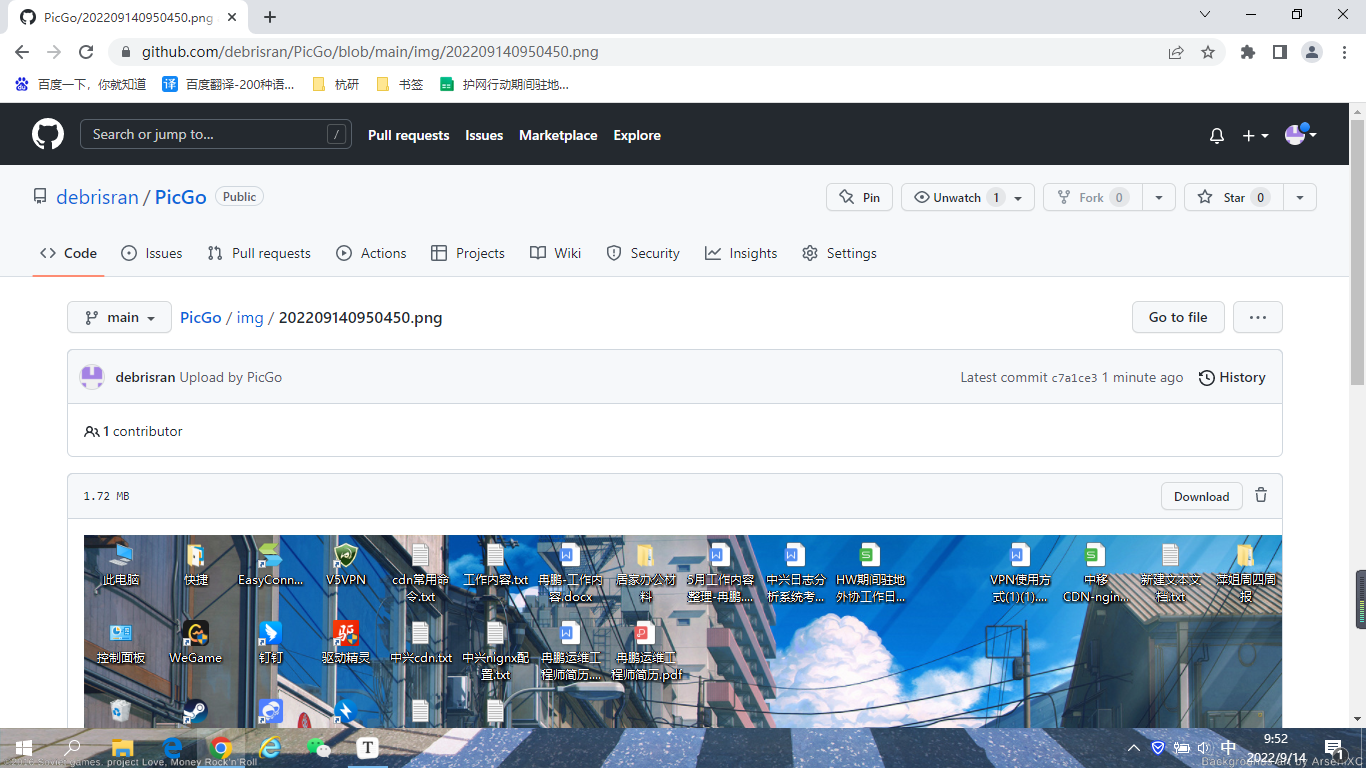 PicGo/202209140950450.png
github.com/debrisran/PicGo/blob/main/img/202209140950450.png
百度一下，你就知道 百度翻译-200种语... 杭研 书签 护网行动期间驻地...
Search or jump to... / Pull requests Issues Marketplace Explore
debrisran / PicGo Public Pin Unwatch 1 Fork 0 Star 0
Code Issues Pull requests Actions Projects Wiki Security Insights Settings
main PicGo / img / 202209140950450.png Go to file ...
debrisran Upload by PicGo Latest commit c7a1ce3 1 minute ago History
1 contributor
1.72 MB Download
此电脑 快捷 EasyConn... V5VPN cdn常用命 工作内容.txt 冉鹏-工作内 居家办公材 5月工作内容 中兴日志分 HW期间驻地 VPN使用方 中移 新建文本文 萍姐周四周
令.txt 容.docx 料 整理-冉鹏.... 析系统考... 外协工作日... 式(1)(1).... CDN-ngin... 档.txt 报
控制面板 WeGame 钉钉 驱动精灵 中兴cdn.txt 中兴nignx配 冉鹏运维工 冉鹏运维工
置.txt 程师简历.... 程师简历.pdf
中 9:52
2022/9/14 1
Soviet games. project Love, Money Rock'n'Roll Backgrounds art by ArseniXC